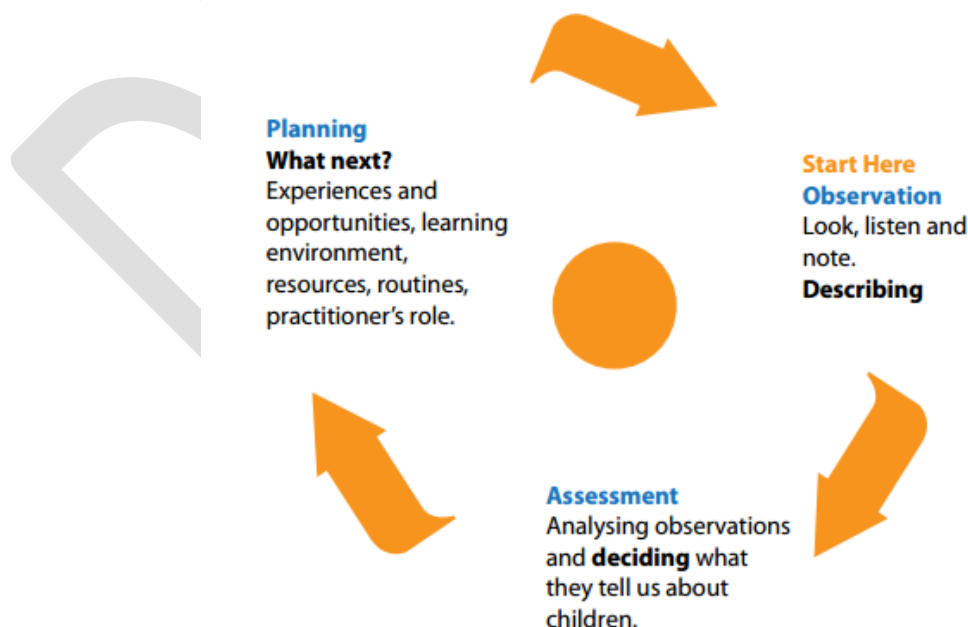 Planning
What next?
Experiences and
opportunities, learning
environment,
resources, routines,
practitioner's role.
Start Here
Observation
Look, listen and
note.
Describing
Assessment
Analysing observations
and deciding what
they tell us about
children.